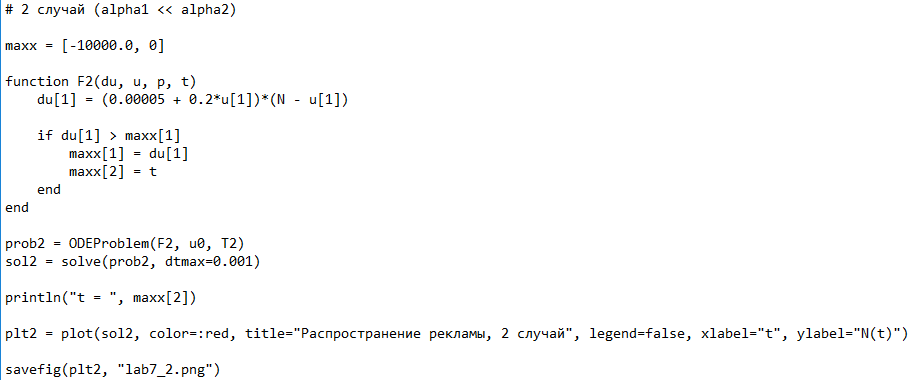 # 2 случай (alpha1 << alpha2)
maxx = [-10000.0, 0]
function F2(du, u, p, t)
    du[1] = (0.00005 + 0.2*u[1])*(N - u[1])
    if du[1] > maxx[1]
        maxx[1] = du[1]
        maxx[2] = t
    end
end
prob2 = ODEProblem(F2, u0, T2)
sol2 = solve(prob2, dtmax=0.001)
println("t = ", maxx[2])
plt2 = plot(sol2, color=:red, title="Распространение рекламы, 2 случай", legend=false, xlabel="t", ylabel="N(t)")
savefig(plt2, "lab7_2.png")